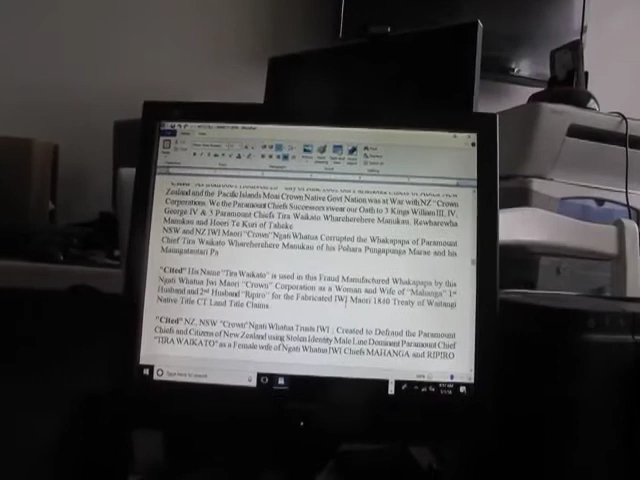 Zealand and the Pacific Islands Moai Crown Native Govt Nation was at War with NZ "Crown
Corporations. We the Paramount Chiefs Successors swear our Oath to 3 Kings William III, IV,
George IV & 3 Paramount Chiefs Tira Waikato Whareherehere Manukau, Rewharewha
Manukau and Hoori Te Kuri of Taheke
NSW and NZ IWI Maori "Crown" Ngati Whatua Corrupted the Whakapapa of Paramount
Chief Tira Waikato Whareherehere Manukau of his Pohara Pungapunga Marae and his
Maungatautari Pa
"Cited" His Name "Tira Waikato" is used in this Fraud Manufactured Whakapapa by this
Ngati Whatua Iwi Maori "Crown" Corporation as a Woman and Wife of "Mahanga" 1st
Husband and 2nd Husband "Ripiro" for the Fabricated IWI Maori 1840 Treaty of Waitangi
Native Title CT Land Title Claims
"Cited" NZ, NSW "Crown" Ngati Whatua Trusts IWI ; Created to Defraud the Paramount
Chiefs and Citizens of New Zealand using Stolen Identity Male Line Dominant Paramount Chief
"TIRA WAIKATO" as a Female wife of Ngati Whatua IWI Chiefs MAHANGA and RIPIRO
Type here to search